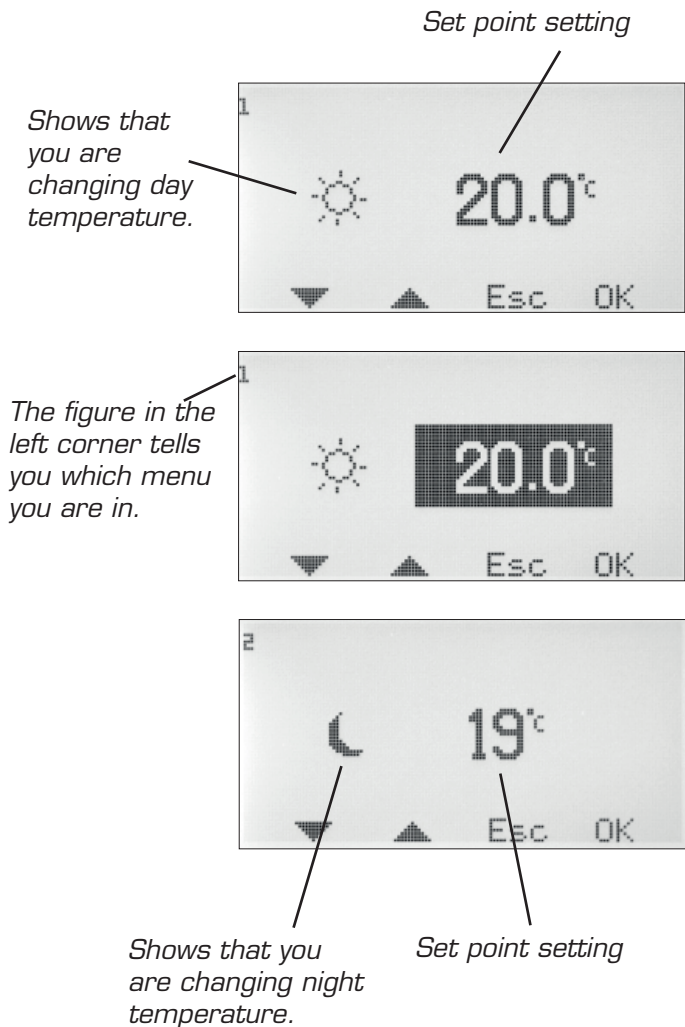 Set point setting
1
Shows that
you are
changing day
temperature.
20.0°C
Esc OK
1
The figure in the
left corner tells
you which menu
you are in.
20.0°C
Esc OK
2
19°C
Esc OK
Shows that you
are changing night
temperature.
Set point setting